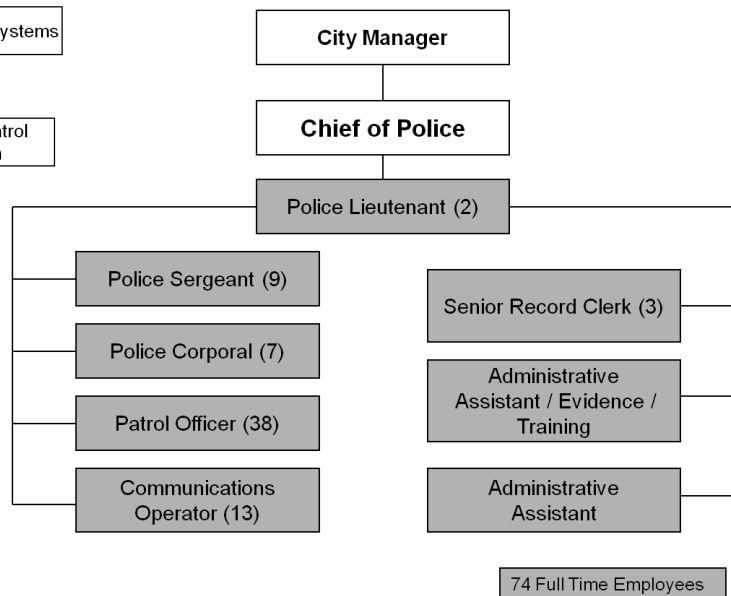 ystems
City Manager
Chief of Police
Police Lieutenant (2)
Police Sergeant (9)
Police Corporal (7)
Patrol Officer (38)
Communications
Operator (13)
Senior Record Clerk (3)
Administrative
Assistant / Evidence /
Training
Administrative
Assistant
74 Full Time Employees